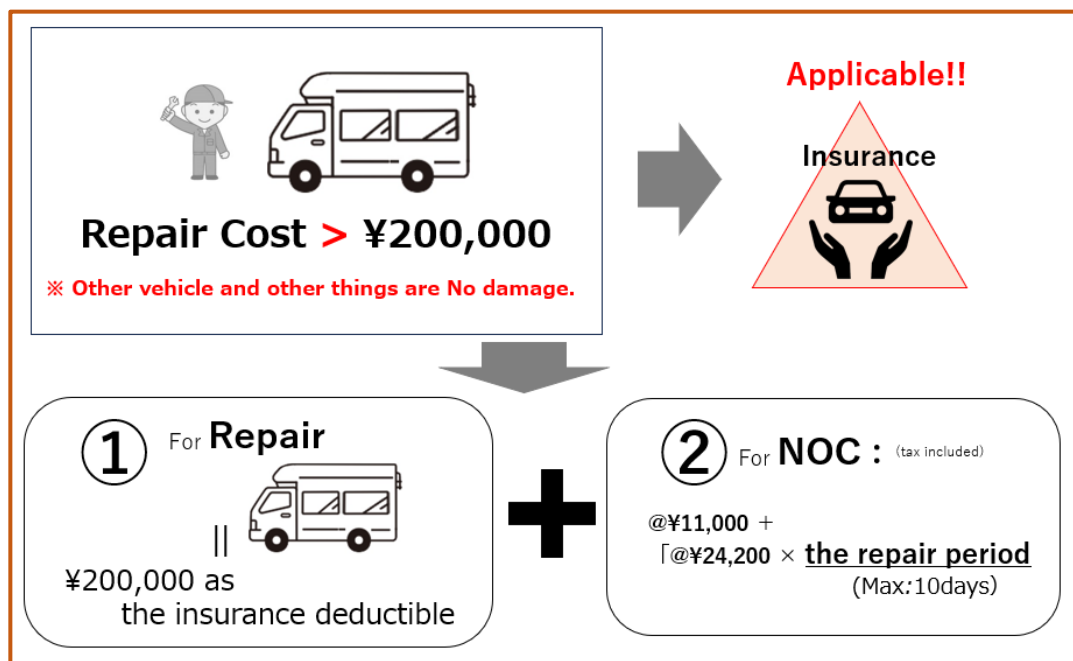 Applicable!!
Insurance
Repair Cost > ¥200,000
※ Other vehicle and other things are No damage.
① For Repair
||
¥200,000 as
the insurance deductible
② For NOC : (tax included)
@¥11,000 +
「@¥24,200 × the repair period
(Max:10days)